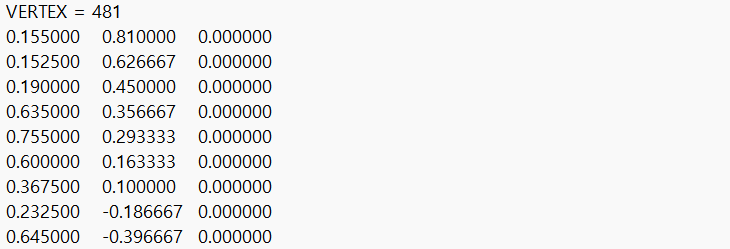 VERTEX = 481
0.155000 0.810000 0.000000
0.152500 0.626667 0.000000
0.190000 0.450000 0.000000
0.635000 0.356667 0.000000
0.755000 0.293333 0.000000
0.600000 0.163333 0.000000
0.367500 0.100000 0.000000
0.232500 -0.186667 0.000000
0.645000 -0.396667 0.000000